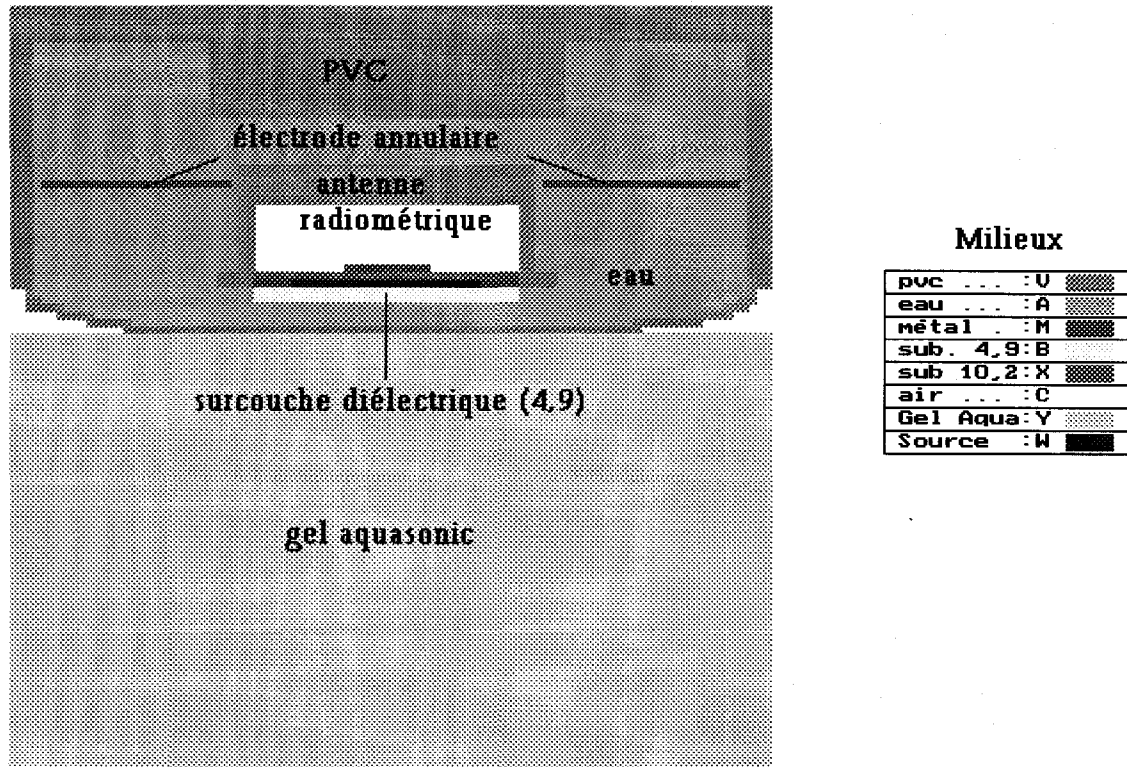 PVC
électrode annulaire
antenne
radiométrique
eau
surcouche diélectrique (4,9)
gel aquasonic
Milieux
pvc ... :V
eau ... :A
métal . :M
sub. 4,9:B
sub 10,2:X
air ... :C
Gel Aqua:Y
Source :W